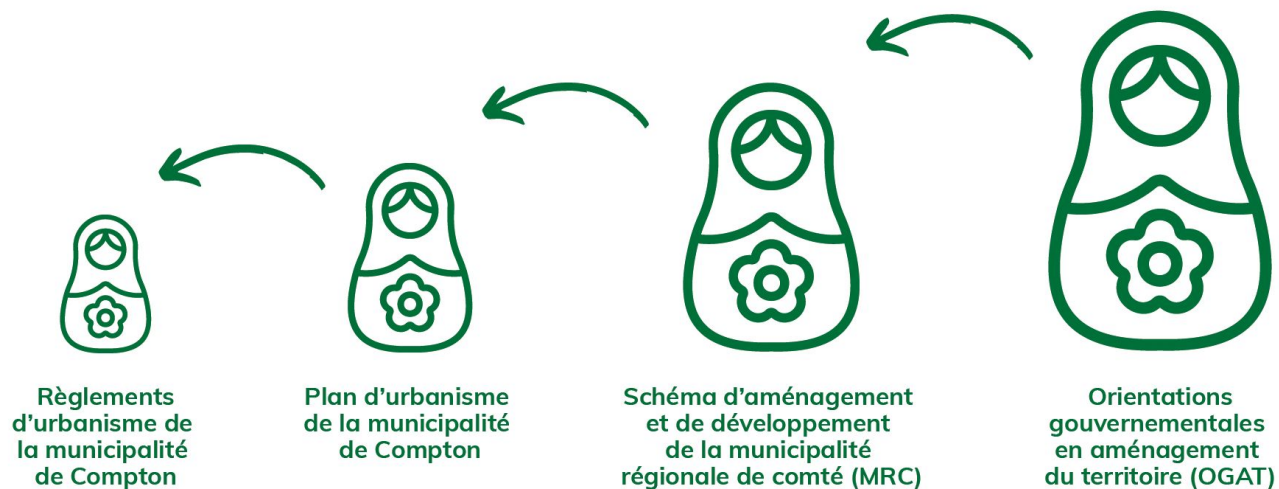 Règlements
d'urbanisme de
la municipalité
de Compton
Plan d'urbanisme
de la municipalité
de Compton
Schéma d'aménagement
et de développement
de la municipalité
régionale de comté (MRC)
Orientations
gouvernementales
en aménagement
du territoire (OGAT)